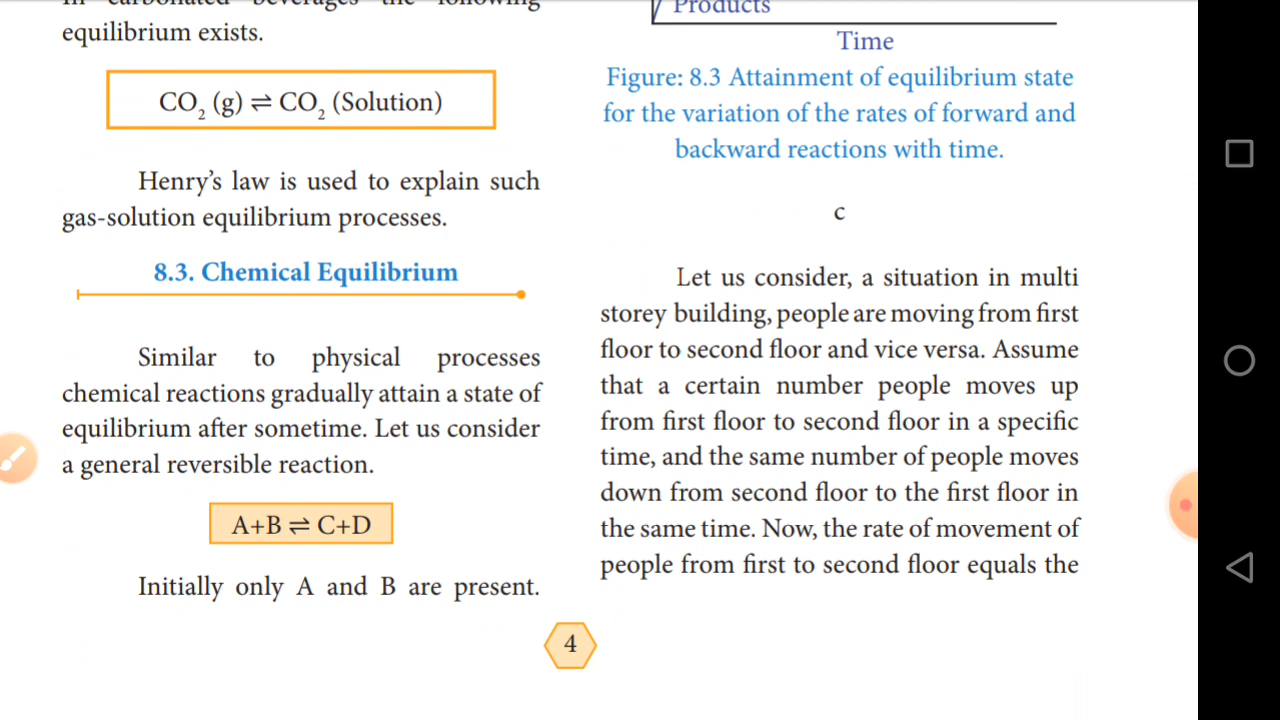 In carbonated beverages the following
equilibrium exists.
CO₂ (g) ⇌ CO₂ (Solution)
Henry's law is used to explain such
gas-solution equilibrium processes.
8.3. Chemical Equilibrium
Similar to physical processes
chemical reactions gradually attain a state of
equilibrium after sometime. Let us consider
a general reversible reaction.
A+B ⇌ C+D
Initially only A and B are present.
Products
Time
Figure: 8.3 Attainment of equilibrium state
for the variation of the rates of forward and
backward reactions with time.
c
Let us consider, a situation in multi
storey building, people are moving from first
floor to second floor and vice versa. Assume
that a certain number people moves up
from first floor to second floor in a specific
time, and the same number of people moves
down from second floor to the first floor in
the same time. Now, the rate of movement of
people from first to second floor equals the
4